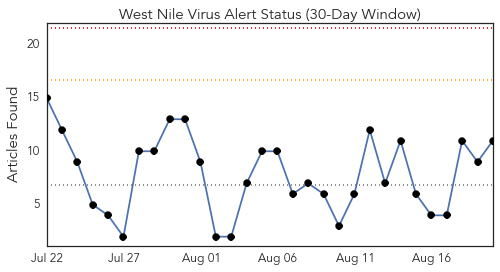 West Nile Virus Alert Status (30-Day Window)
Articles Found
20
15
10
5
Jul 22 Jul 27 Aug 01 Aug 06 Aug 11 Aug 16